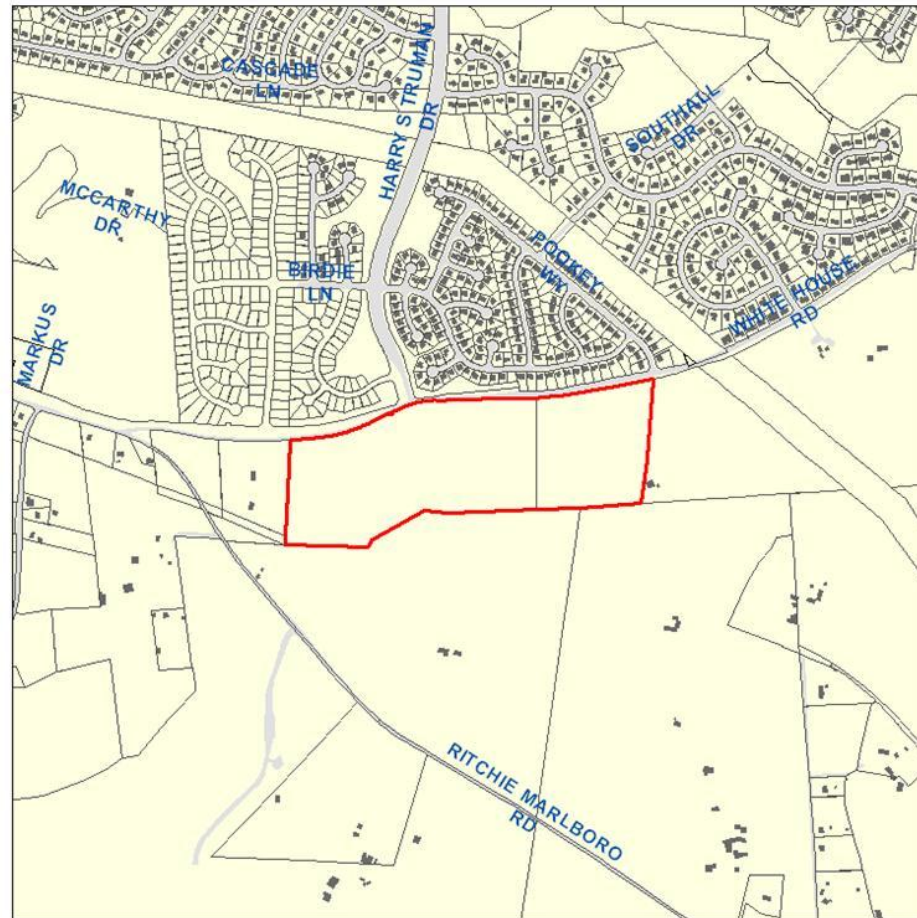 CASCADE
LN
HARRY S TRUMAN
DR
SOUTHALL
DR
MCCARTHY
DR
BIRDIE
LN
POOKEY
WY
WHITE HOUSE
RD
MARKUS
DR
RITCHIE MARLBORO
RD